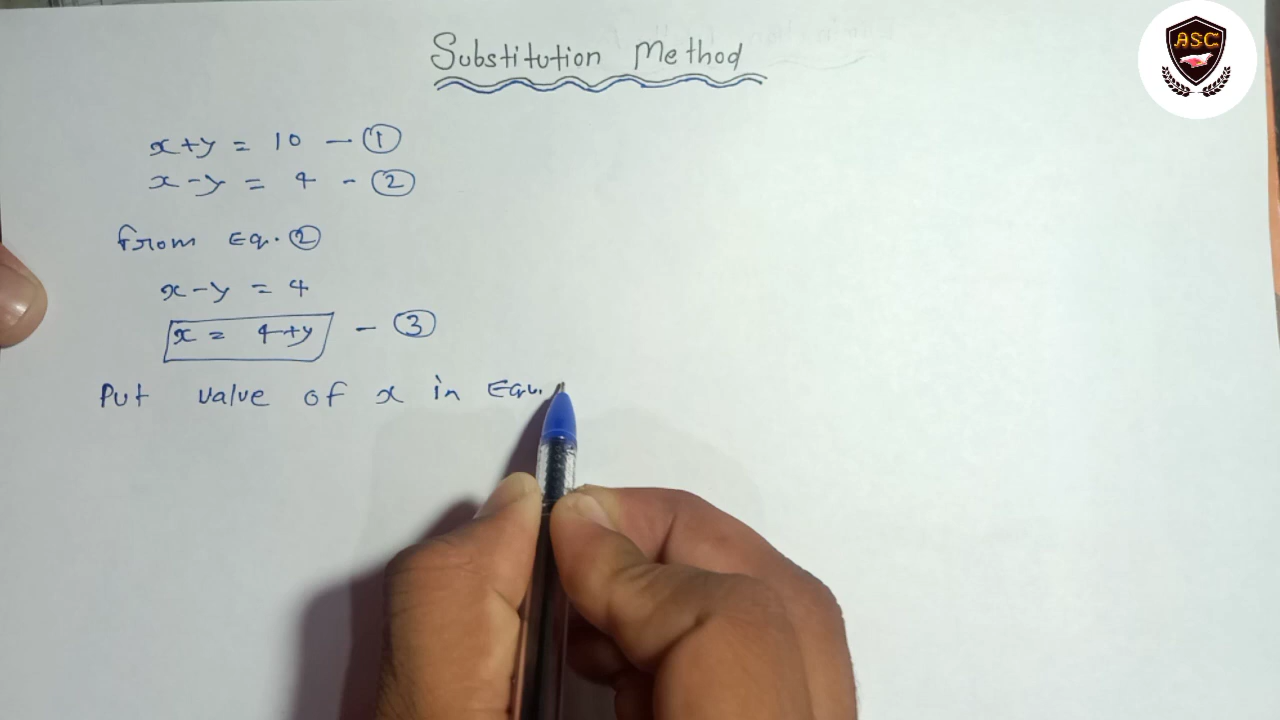 Substitution Method
ASC
x+y = 10 — ①
x-y = 4 - ②
from Eq. ②
x-y = 4
x = 4+y — ③
Put value of x in Equ.